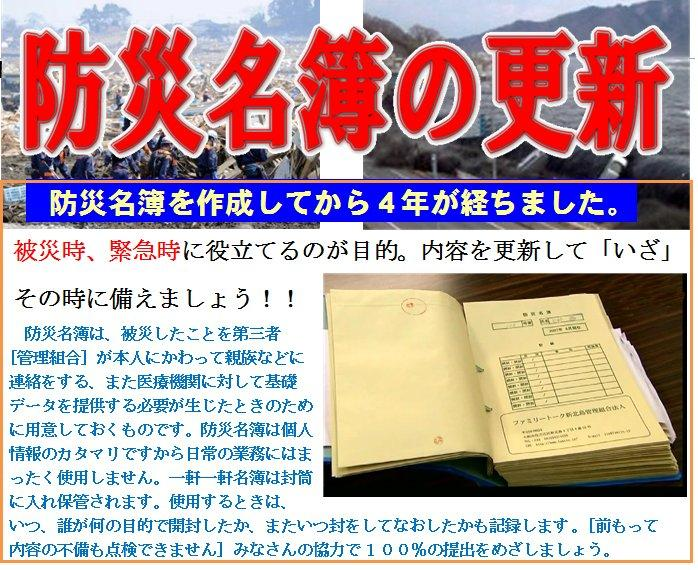 防災名簿の更新
防災名簿を作成してから４年が経ちました。
被災時、緊急時に役立てるのが目的。内容を更新して「いざ」
その時に備えましょう！！
防災名簿は、被災したことを第三者
[管理組合] が本人にかわって親族などに
連絡をする、また医療機関に対して基礎
データを提供する必要が生じたときのため
に用意しておくものです。防災名簿は個人
情報のカタマリですから日常の業務にはま
ったく使用しません。一軒一軒名簿は封筒
に入れ保管されます。使用するときは、
いつ、誰が何の目的で開封したか、またいつ封をしてなおしたかも記録します。[前もって
内容の不備も点検できません] みなさんの協力で１００％の提出をめざしましょう。
防災名簿
ファミリートーク新北島管理組合法人